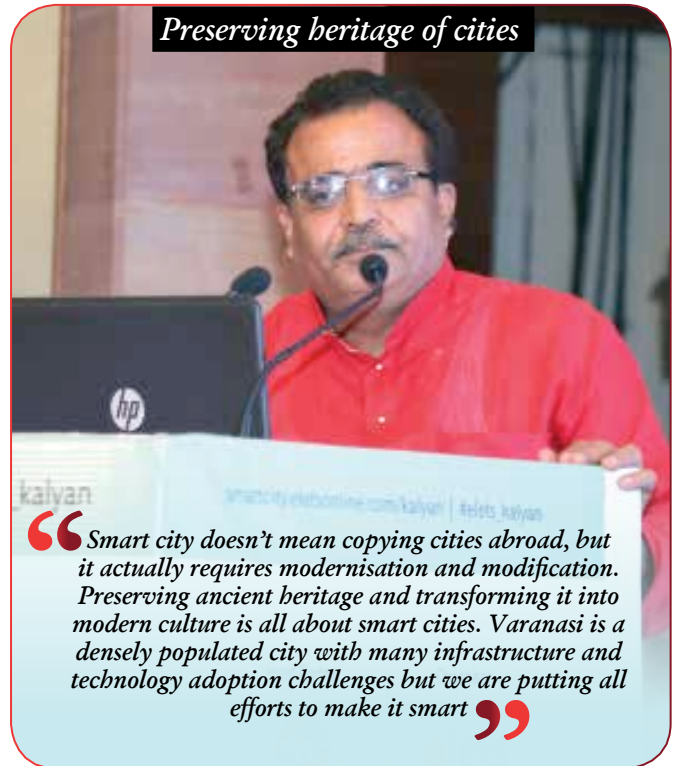 Preserving heritage of cities
hp
_kalyan
smartcity.eletsonline.com/kalyan | #elets_kalyan
“Smart city doesn’t mean copying cities abroad, but
it actually requires modernisation and modification.
Preserving ancient heritage and transforming it into
modern culture is all about smart cities. Varanasi is a
densely populated city with many infrastructure and
technology adoption challenges but we are putting all
efforts to make it smart”